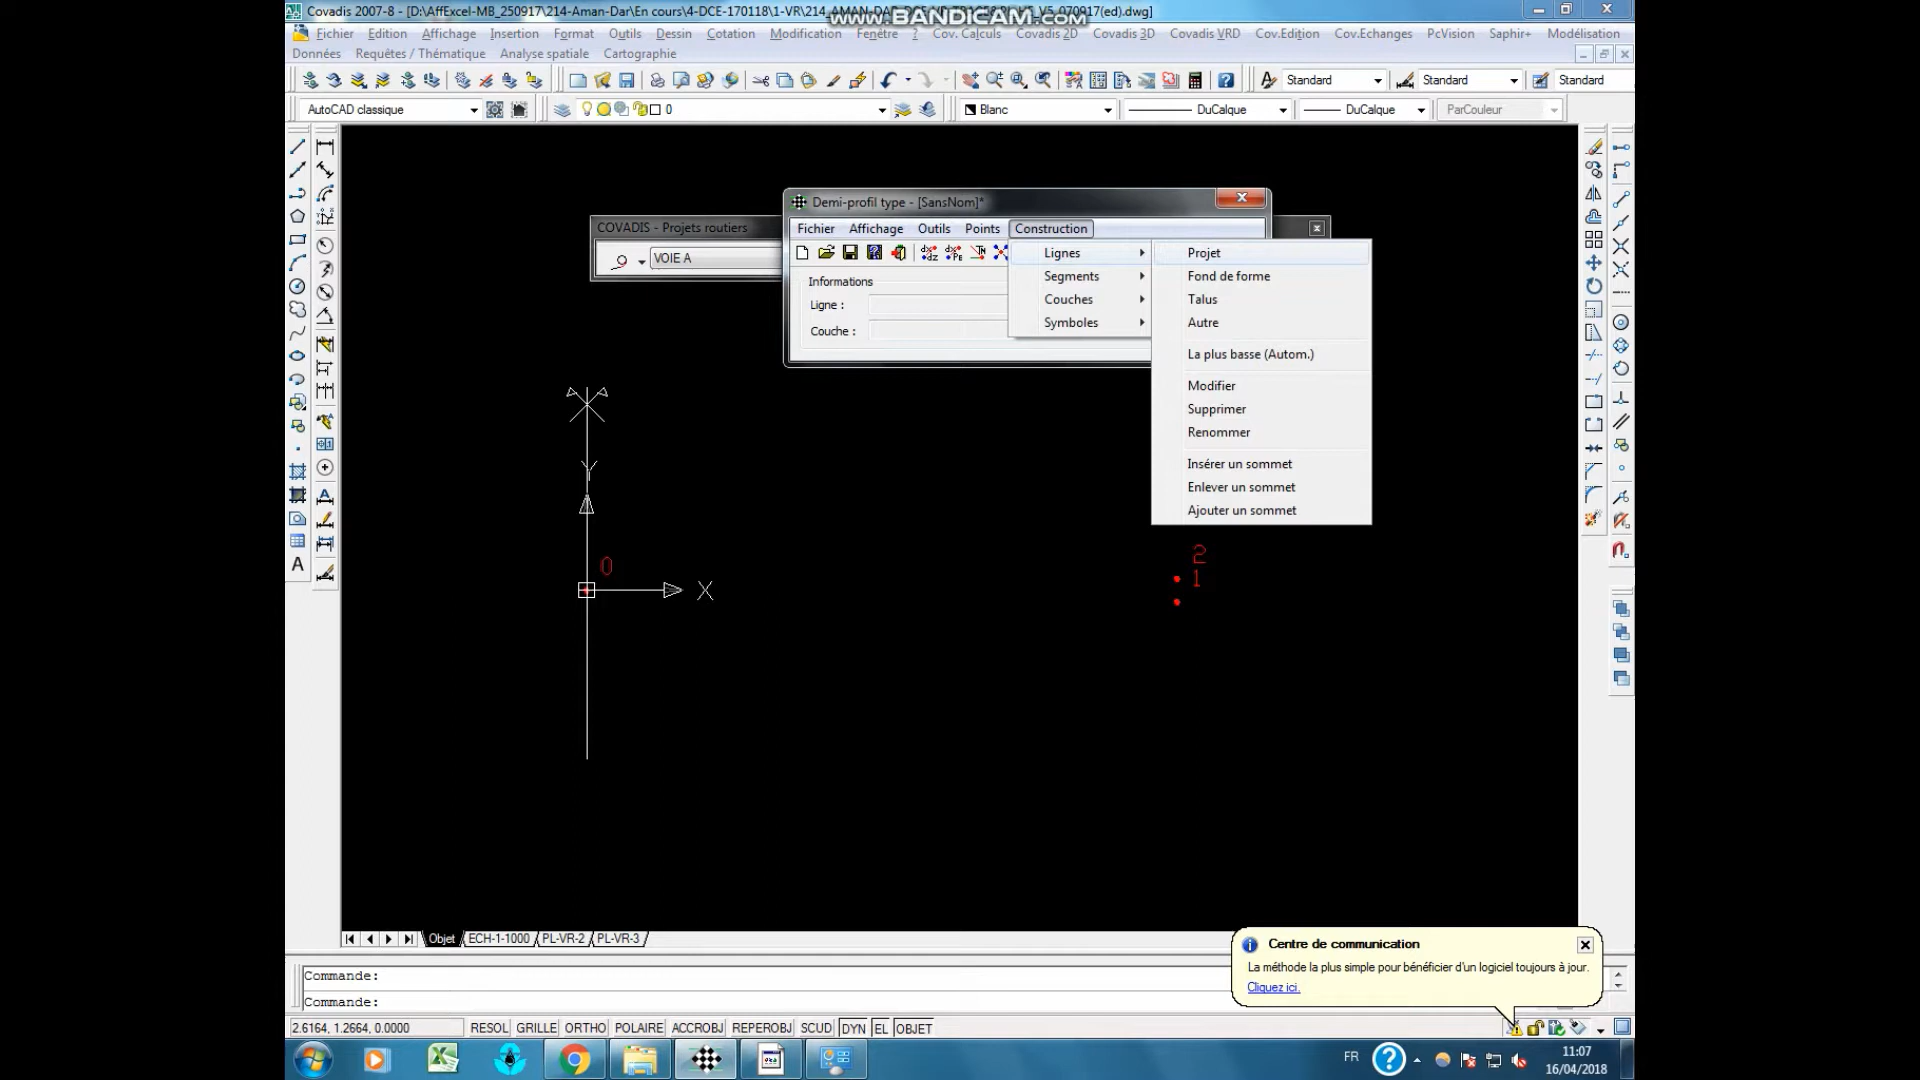 Covadis 2007-8 - [D:\AffExcel-MB_250917\214-Aman-Dar\En cours\4-DCE-170118\1-VR\214_AMAN-DAR_DCE-VR_ V5_070917(ed).dwg]
www.BANDICAM.com
Fichier Edition Affichage Insertion Format Outils Dessin Cotation Modification Fenêtre ? Cov. Calculs Covadis 2D Covadis 3D Covadis VRD Cov.Edition Cov.Echanges PcVision Saphir+ Modélisation
Données Requêtes / Thématique Analyse spatiale Cartographie
Standard Standard Standard
AutoCAD classique 0 Blanc DuCalque DuCalque ParCouleur
Demi-profil type - [SansNom]*
COVADIS - Projets routiers
Fichier Affichage Outils Points Construction
VOIE A
Lignes Projet
Segments Fond de forme
Couches Talus
Symboles Autre
La plus basse (Autom.)
Modifier
Supprimer
Renommer
Insérer un sommet
Enlever un sommet
Ajouter un sommet
Informations
Ligne :
Couche :
Y
0
X
2
1
Objet ECH-1-1000 PL-VR-2 PL-VR-3
Centre de communication
La méthode la plus simple pour bénéficier d'un logiciel toujours à jour.
Cliquez ici.
Commande:
Commande:
2.6164, 1.2664, 0.0000 RESOL GRILLE ORTHO POLAIRE ACCROBJ REPEROBJ SCUD DYN EL OBJET
FR
11:07
16/04/2018